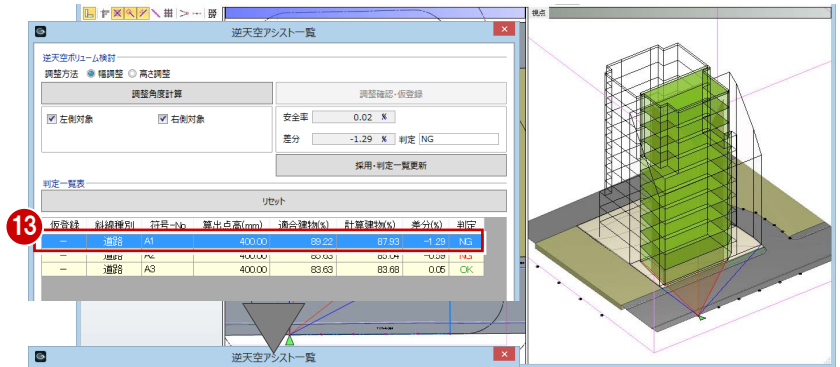 視点
逆天空アシスト一覧
逆天空ボリューム検討
調整方法 幅調整 高さ調整
調整角度計算
調整確認・仮登録
左側対象 右側対象
安全率 0.02 %
差分 -1.29 % 判定 NG
採用・判定一覧更新
判定一覧表
リセット
13
仮登録 斜線種別 符号-No 算出点高(mm) 適合建物(%) 計算建物(%) 差分(%) 判定
− 道路 A1 400.00 89.22 87.93 -1.29 NG
− 道路 A2 400.00 85.63 85.04 -0.59 NG
− 道路 A3 400.00 83.63 83.68 0.05 OK
逆天空アシスト一覧